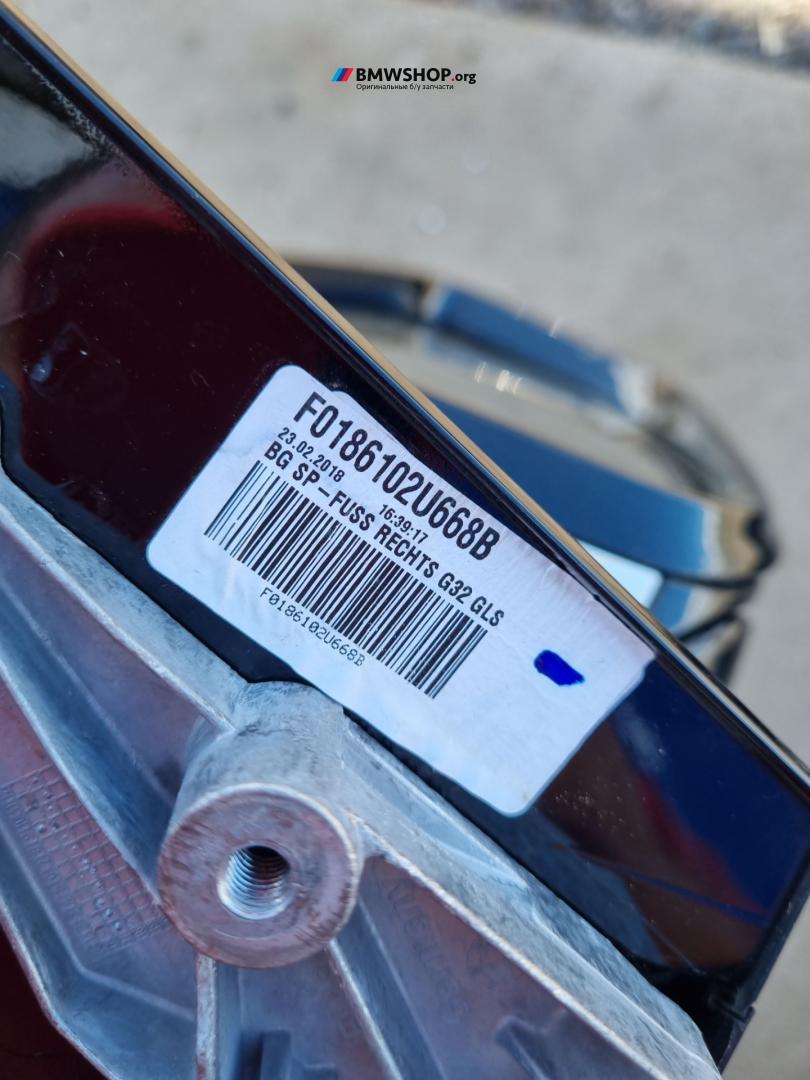 BMWSHOP.org
Оригинальные б/у запчасти
F0186102U668B
23.02.2018 16:39:17
BG SP-FUSS RECHTS G32 GLS
F0186102U668B